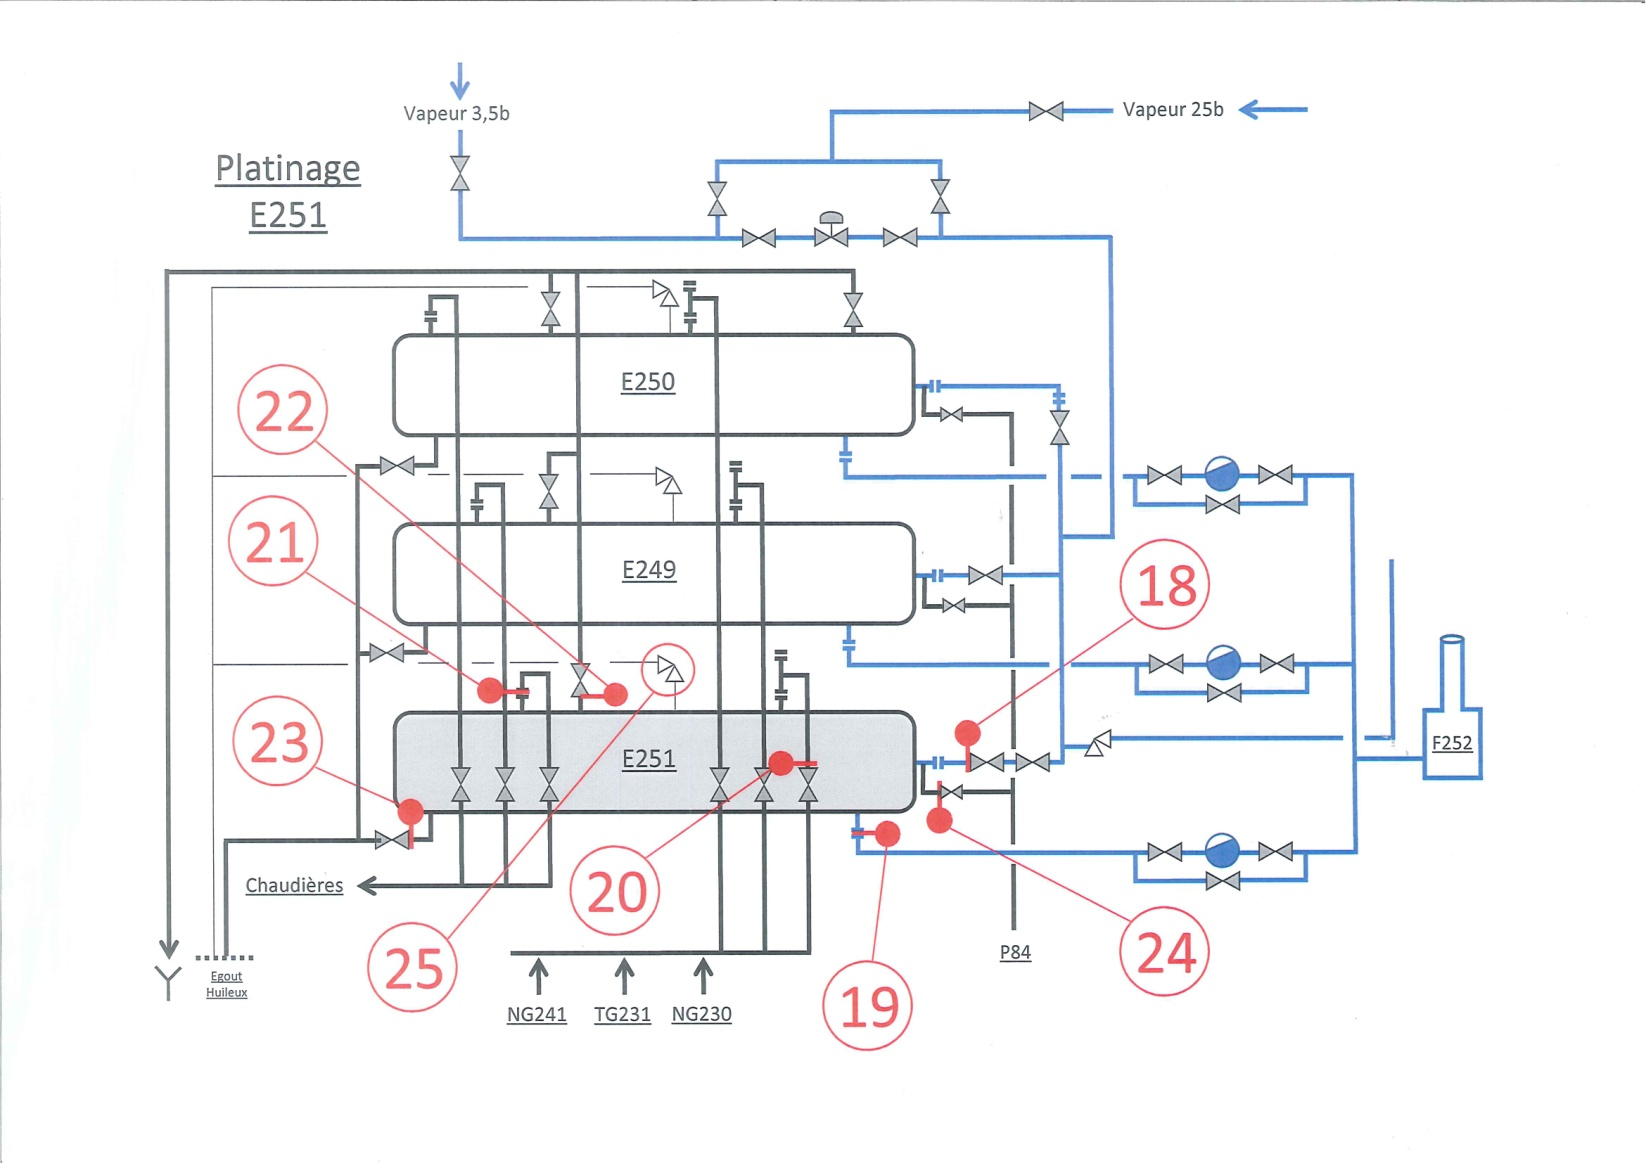 Vapeur 3,5b
Vapeur 25b
Platinage
E251
E250
22
E249
21
18
23
E251
F252
Chaudières
20
25
24
P84
19
Egout
Huileux
NG241
TG231
NG230